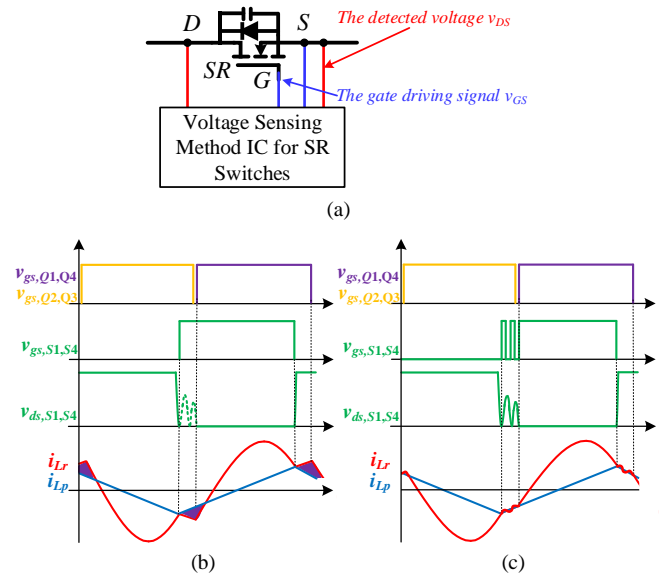 D
S
The detected voltage vDS
SR
G
The gate driving signal vGS
Voltage Sensing
Method IC for SR
Switches
(a)
vgs,Q1,Q4
vgs,Q2,Q3
vgs,S1,S4
vds,S1,S4
iLr
iLp
(b)
vgs,Q1,Q4
vgs,Q2,Q3
vgs,S1,S4
vds,S1,S4
iLr
iLp
(c)